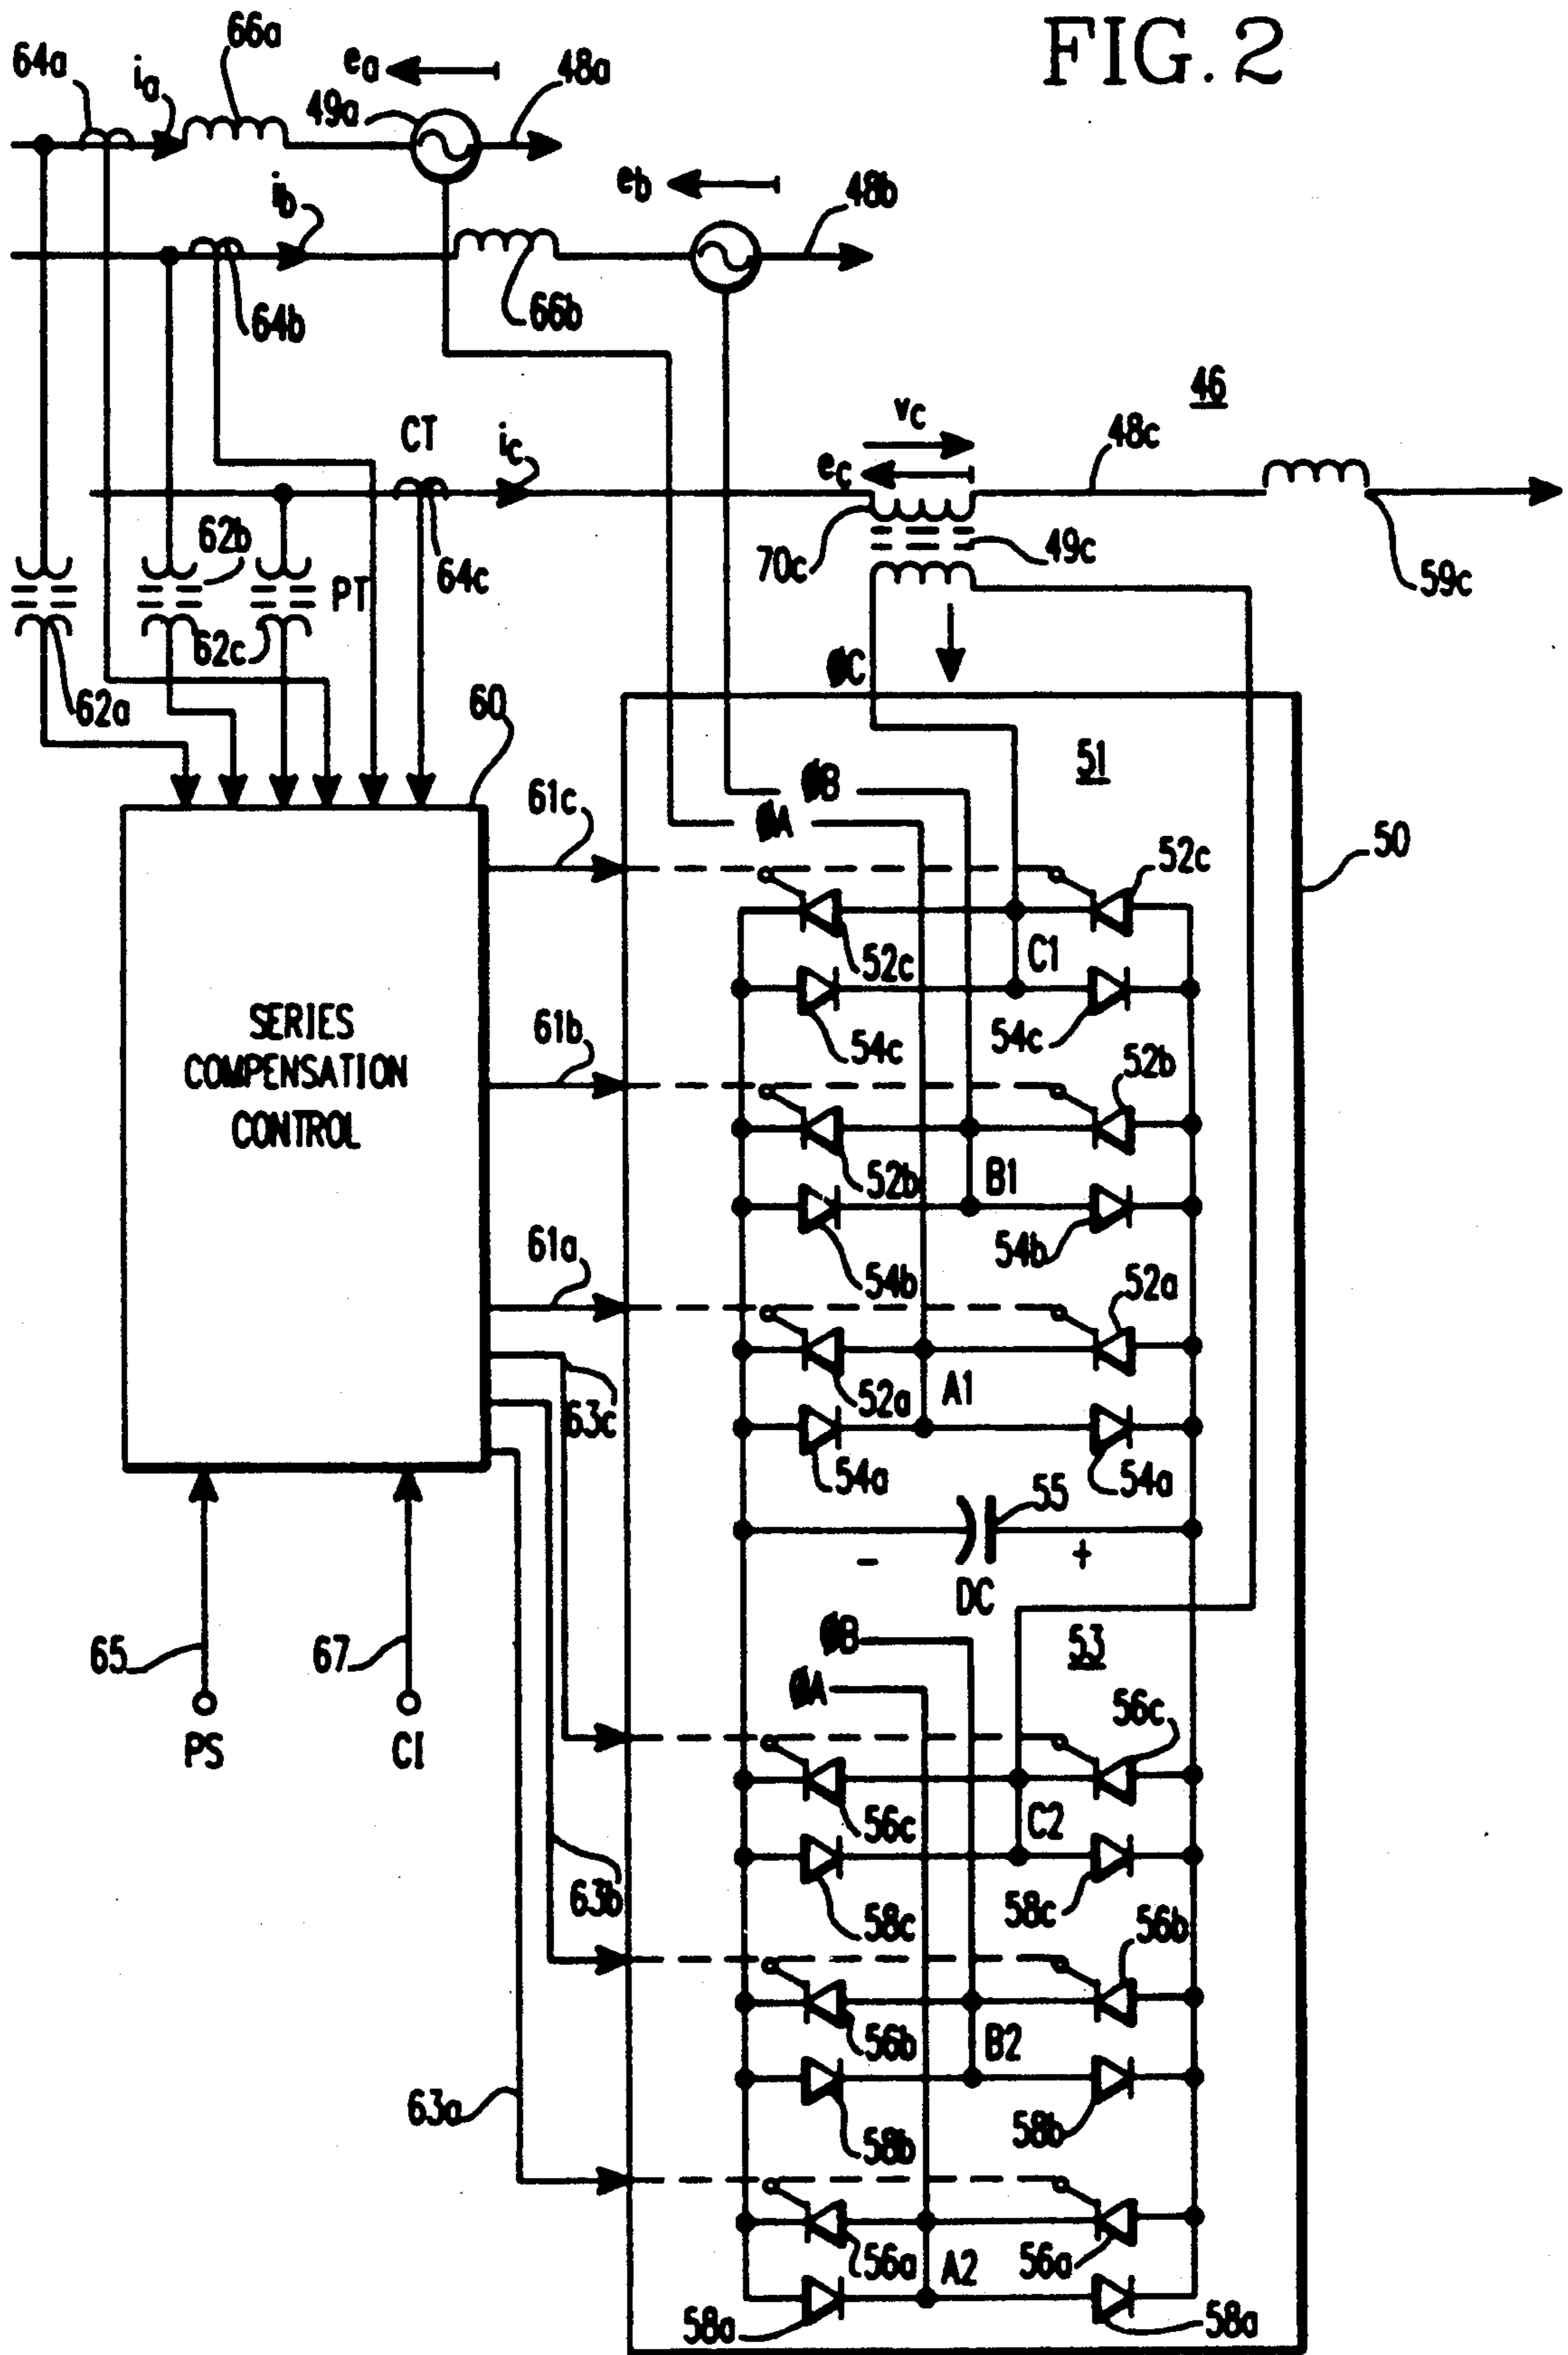 FIG. 2
64a
ia
66a
ea
49a
48a
ib
eb
48b
64b
66b
46
vc
CT
ic
ec
48c
62b
PT
64c
70c
49c
59c
62c
62a
ØC
60
51
ØB
61c
ØA
50
52c
52c
C1
54c
54c
SERIES
COMPENSATION
CONTROL
61b
52b
52b
B1
54b
54b
61a
52a
52a
A1
63c
54a
54a
55
- +
DC
ØB
53
65
67
ØA
PS
CI
56c
56c
C2
58c
58c
63b
56b
56b
B2
58b
58b
63a
56a
56a
A2
58a
58a